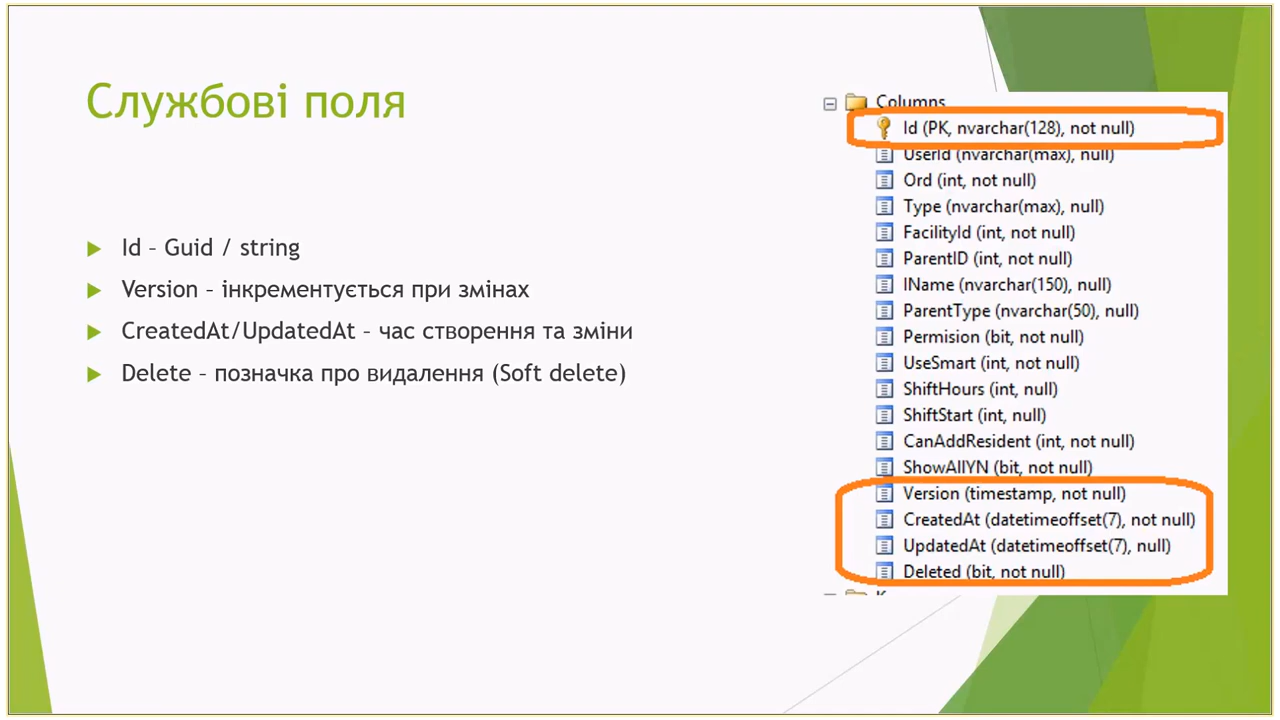 Службові поля
Id – Guid / string
Version – інкрементується при змінах
CreatedAt/UpdatedAt – час створення та зміни
Delete – позначка про видалення (Soft delete)
Columns
Id (PK, nvarchar(128), not null)
UserId (nvarchar(max), null)
Ord (int, not null)
Type (nvarchar(max), null)
FacilityId (int, not null)
ParentID (int, not null)
IName (nvarchar(150), null)
ParentType (nvarchar(50), null)
Permision (bit, not null)
UseSmart (int, not null)
ShiftHours (int, null)
ShiftStart (int, null)
CanAddResident (int, not null)
ShowAllYN (bit, not null)
Version (timestamp, not null)
CreatedAt (datetimeoffset(7), not null)
UpdatedAt (datetimeoffset(7), null)
Deleted (bit, not null)